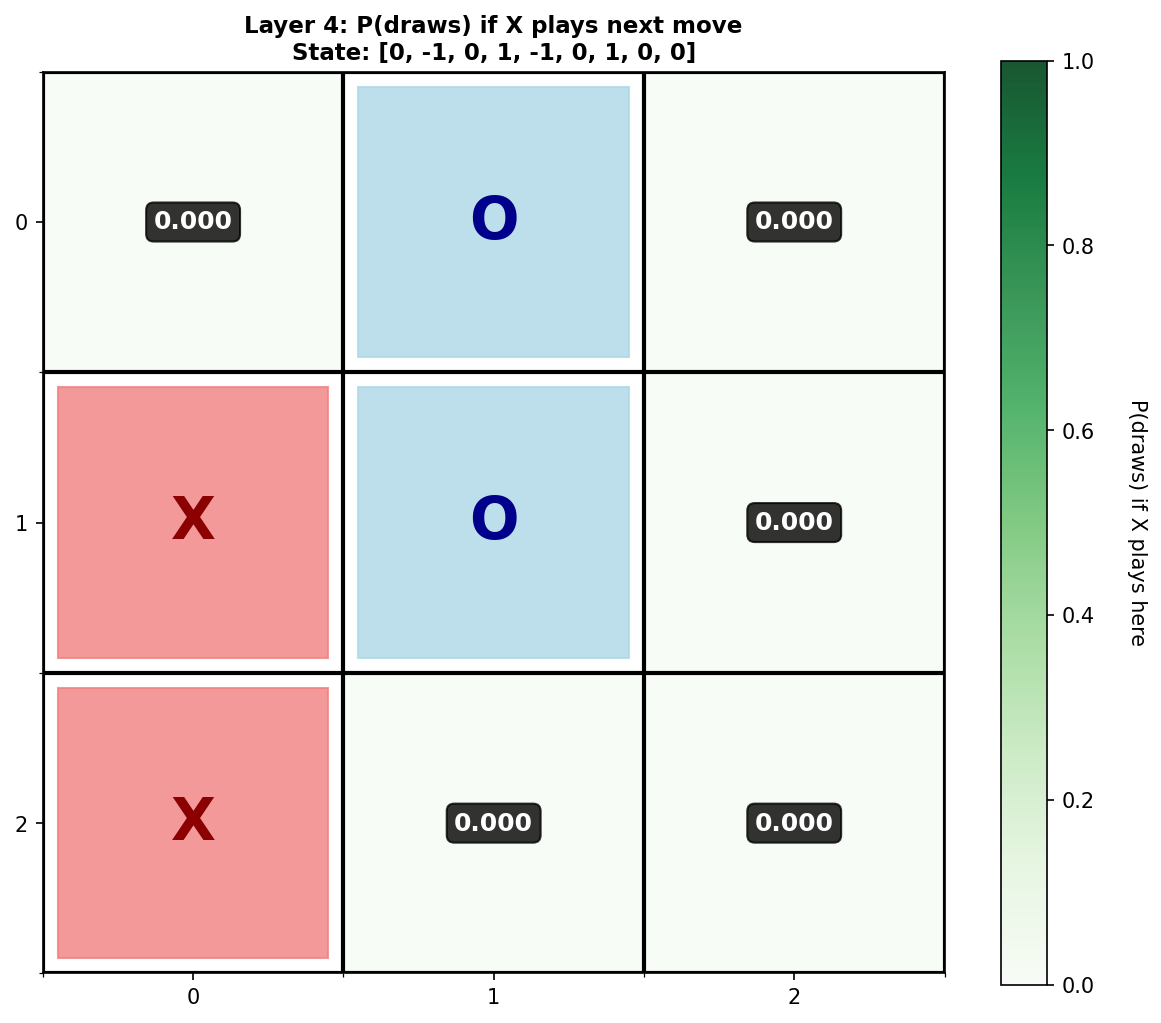 Layer 4: P(draws) if X plays next move
State: [0, -1, 0, 1, -1, 0, 1, 0, 0]
0
0.000
O
0.000
1
X
O
0.000
2
X
0.000
0.000
0
1
2
1.0
0.8
0.6
0.4
0.2
0.0
P(draws) if X plays here